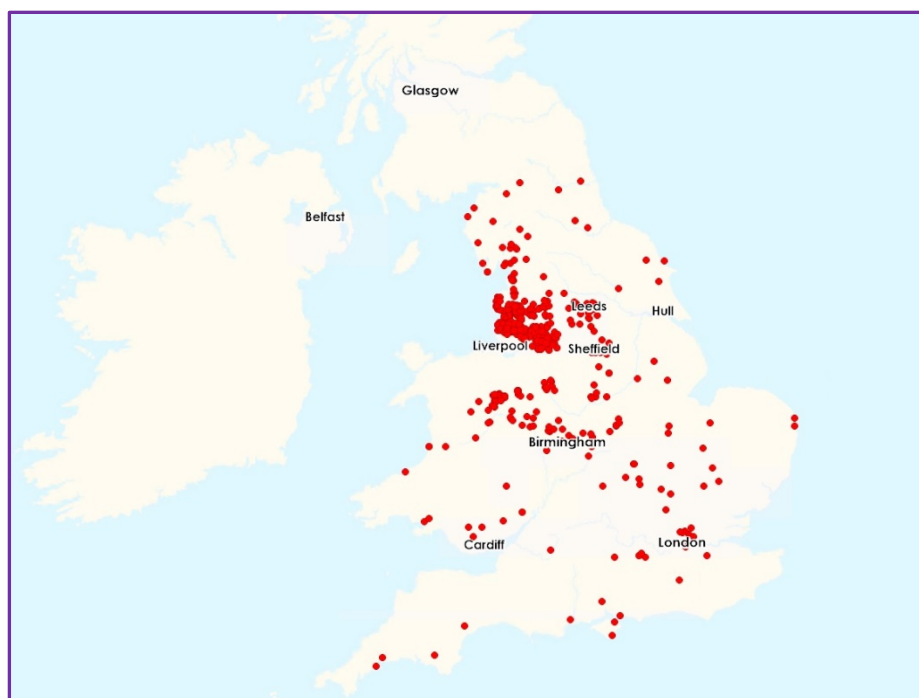 Glasgow
Belfast
Leeds
Hull
Liverpool
Sheffield
Birmingham
Cardiff
London